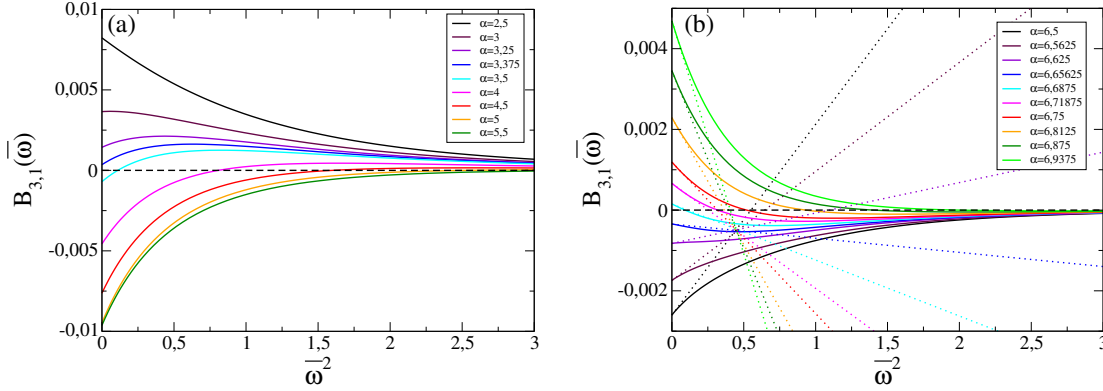 (a)
0,01
0,005
0
-0,005
-0,01
B3,1(ω̅)
0
0,5
1
1,5
2
2,5
3
ω̅²
α=2,5
α=3
α=3,25
α=3,375
α=3,5
α=4
α=4,5
α=5
α=5,5
(b)
0,004
0,002
0
-0,002
B3,1(ω̅)
0
0,5
1
1,5
2
2,5
3
ω̅²
α=6,5
α=6,5625
α=6,625
α=6,65625
α=6,6875
α=6,71875
α=6,75
α=6,8125
α=6,875
α=6,9375